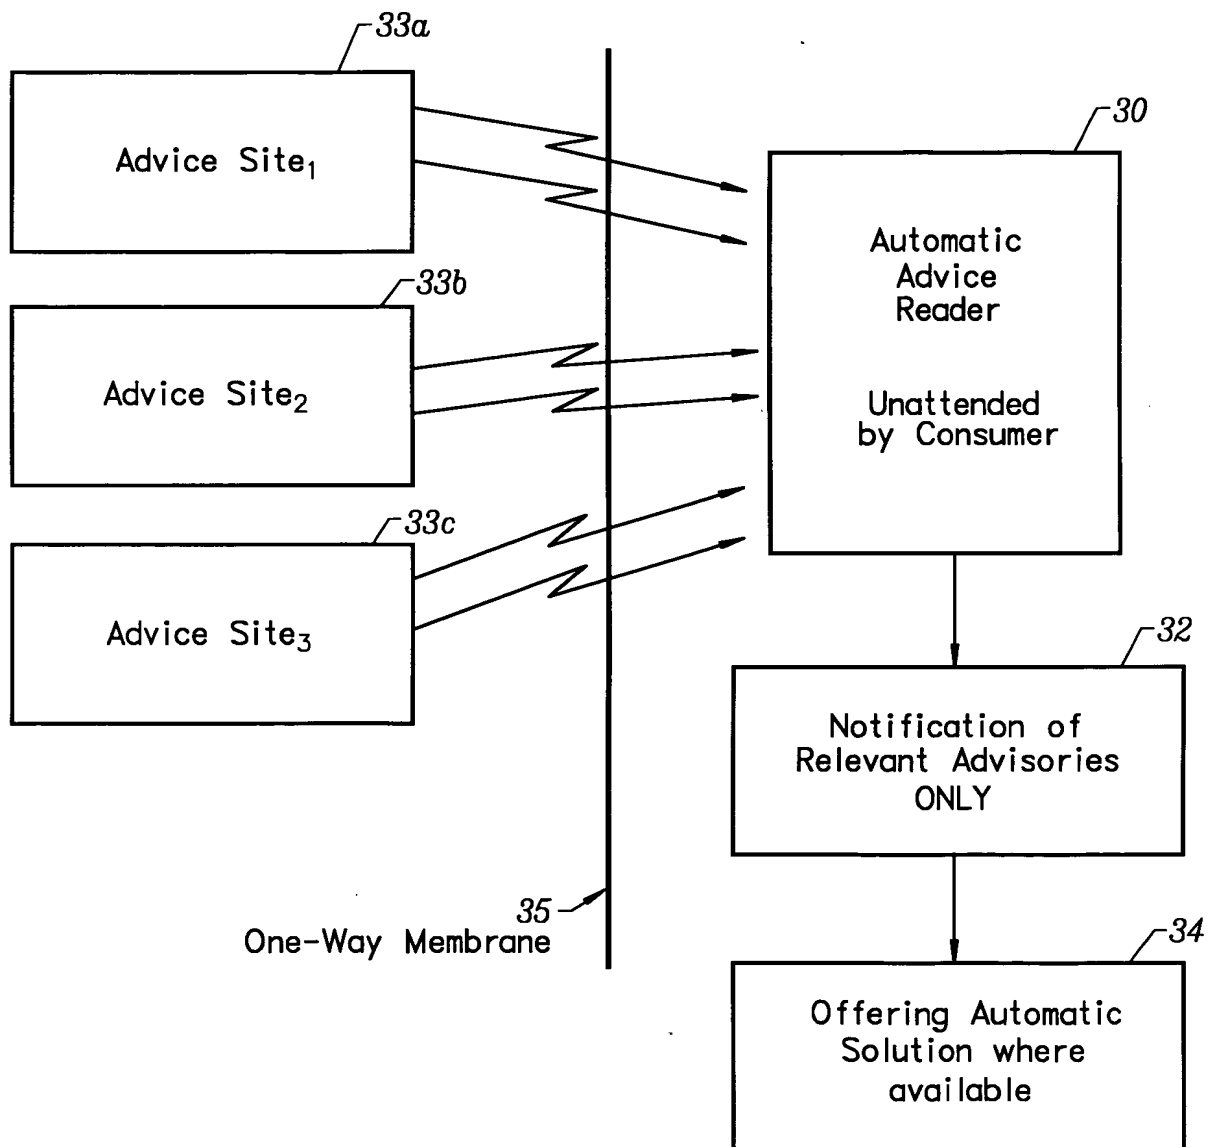 33a
Advice Site₁
33b
Advice Site₂
33c
Advice Site₃
35
One-Way Membrane
30
Automatic
Advice
Reader
Unattended
by Consumer
32
Notification of
Relevant Advisories
ONLY
34
Offering Automatic
Solution where
available